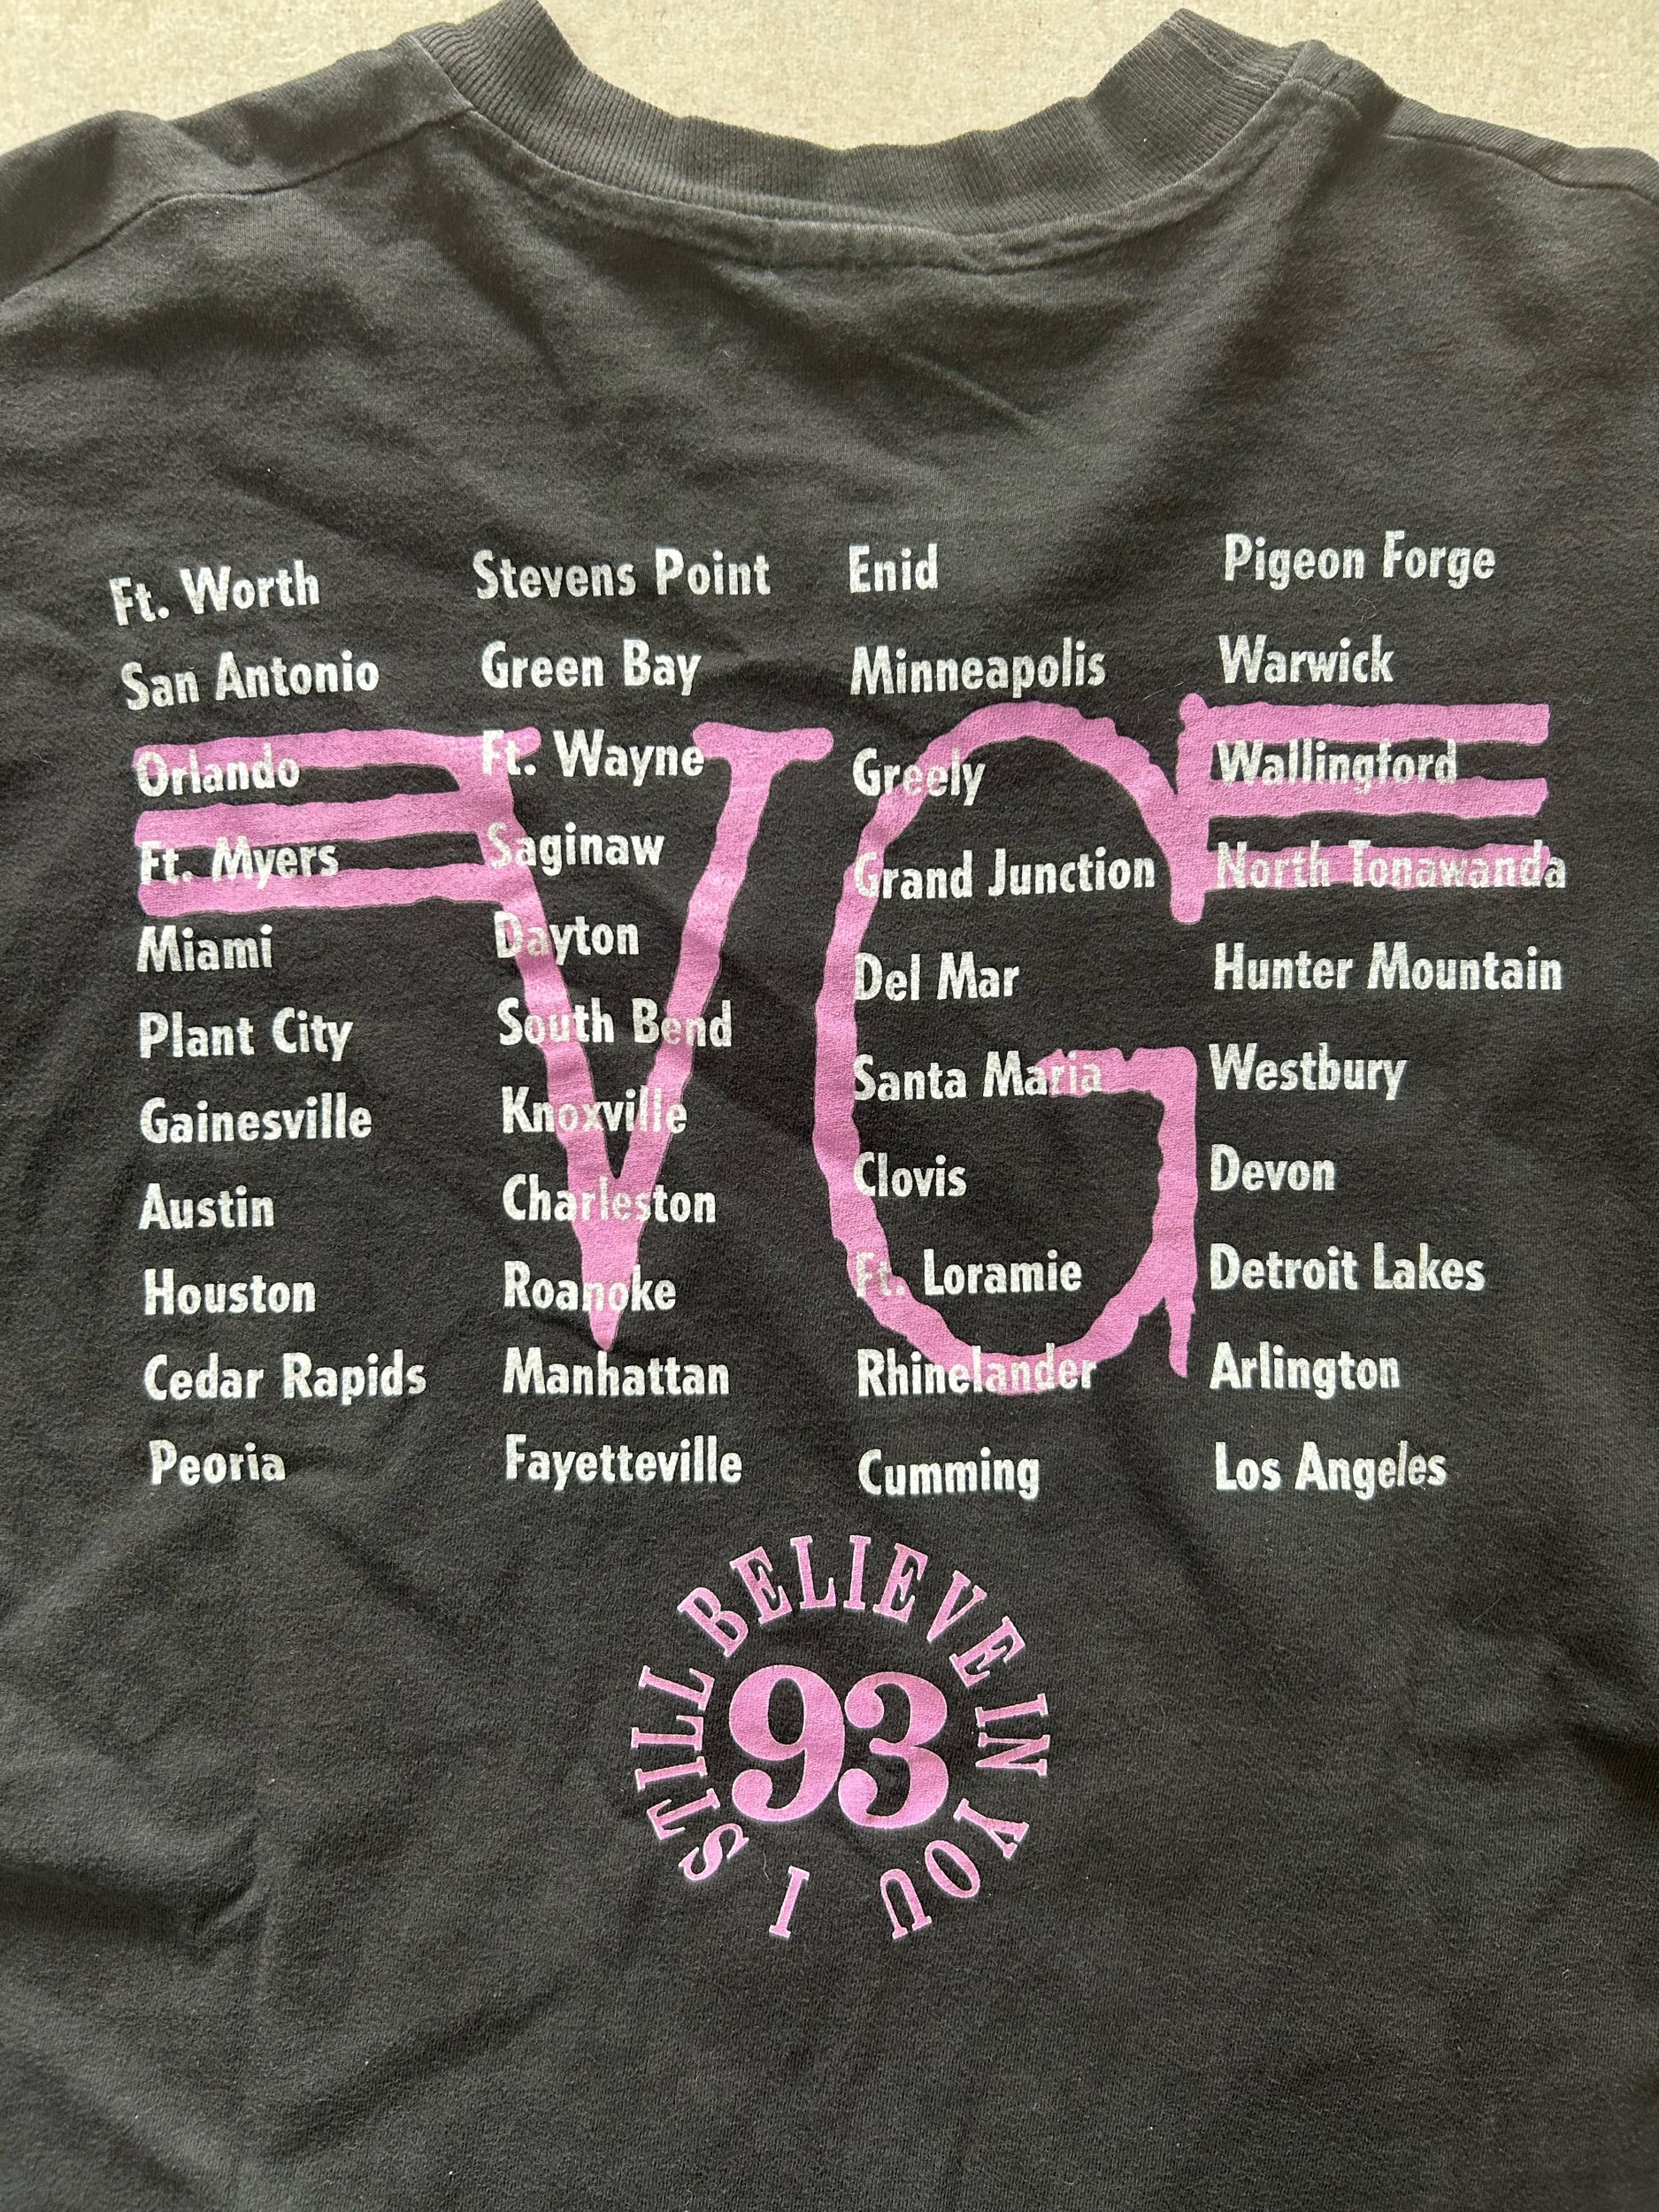 Ft. Worth
San Antonio
Orlando
Ft. Myers
Miami
Plant City
Gainesville
Austin
Houston
Cedar Rapids
Peoria
Stevens Point
Green Bay
Ft. Wayne
Saginaw
Dayton
South Bend
Knoxville
Charleston
Roanoke
Manhattan
Fayetteville
Enid
Minneapolis
Greely
Grand Junction
Del Mar
Santa Maria
Clovis
Ft. Loramie
Rhinelander
Cumming
Pigeon Forge
Warwick
Wallingford
North Tonawanda
Hunter Mountain
Westbury
Devon
Detroit Lakes
Arlington
Los Angeles
VG
I STILL BELIEVE IN YOU
93